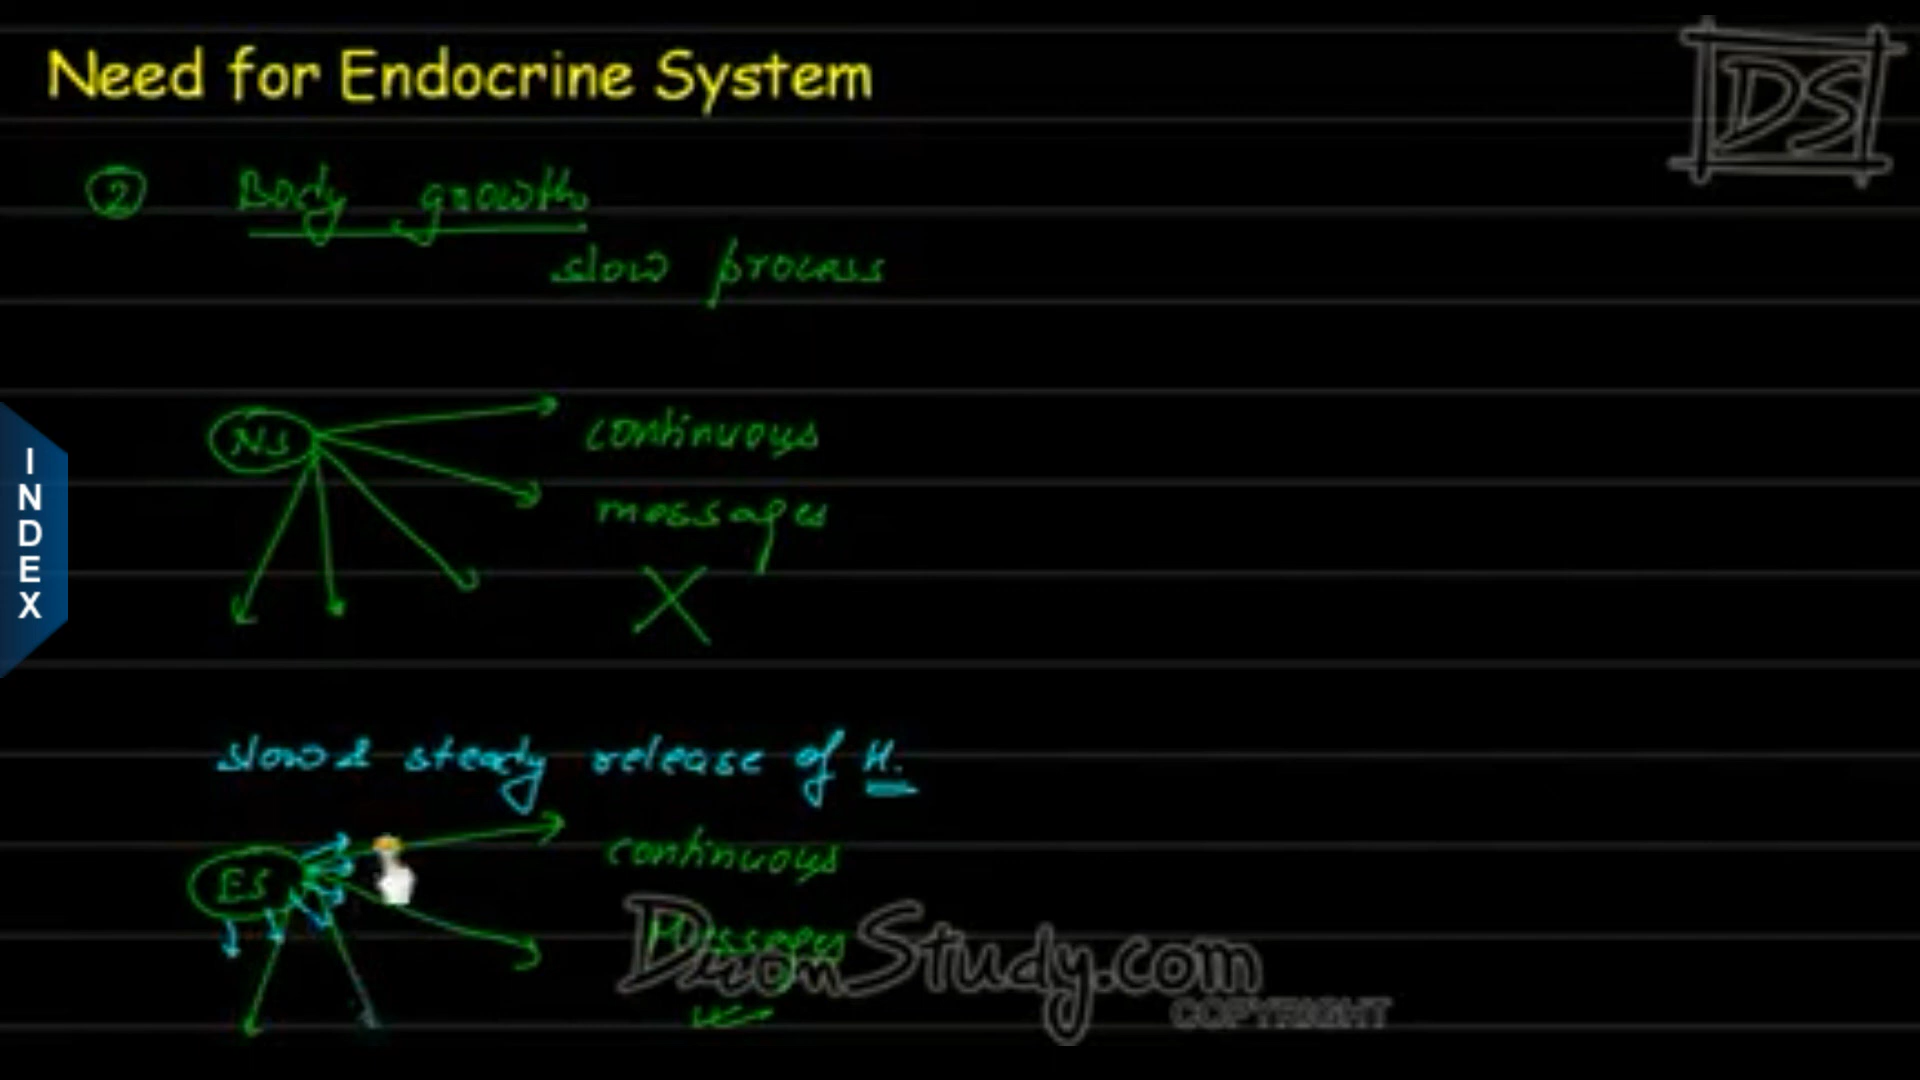 Need for Endocrine System
DS
② Body growth
slow process
NS
continuous
messages
X
INDEX
slow & steady release of H.
ES
continuous
Messages
DronStudy.com
COPYRIGHT